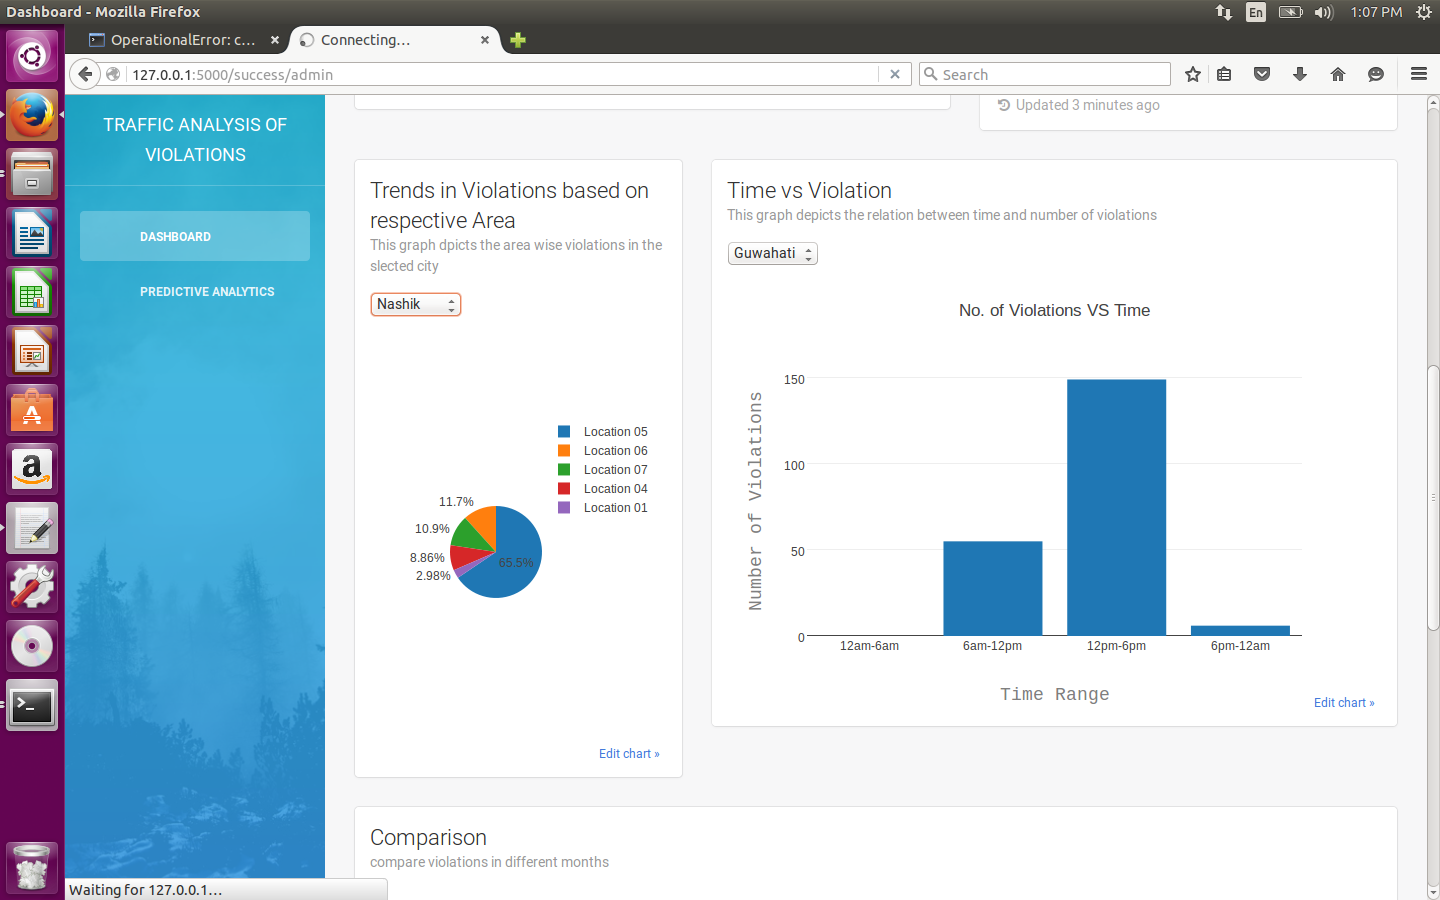 Dashboard - Mozilla Firefox
En
1:07 PM
OperationalError: c...
Connecting...
127.0.0.1:5000/success/admin
Search
TRAFFIC ANALYSIS OF
VIOLATIONS
DASHBOARD
PREDICTIVE ANALYTICS
Updated 3 minutes ago
Trends in Violations based on
respective Area
This graph dpicts the area wise violations in the
slected city
Nashik
Location 05
Location 06
Location 07
Location 04
Location 01
11.7%
10.9%
8.86%
2.98%
65.5%
Edit chart »
Time vs Violation
This graph depicts the relation between time and number of violations
Guwahati
No. of Violations VS Time
Number of Violations
150
100
50
0
12am-6am
6am-12pm
12pm-6pm
6pm-12am
Time Range
Edit chart »
Comparison
compare violations in different months
Waiting for 127.0.0.1...